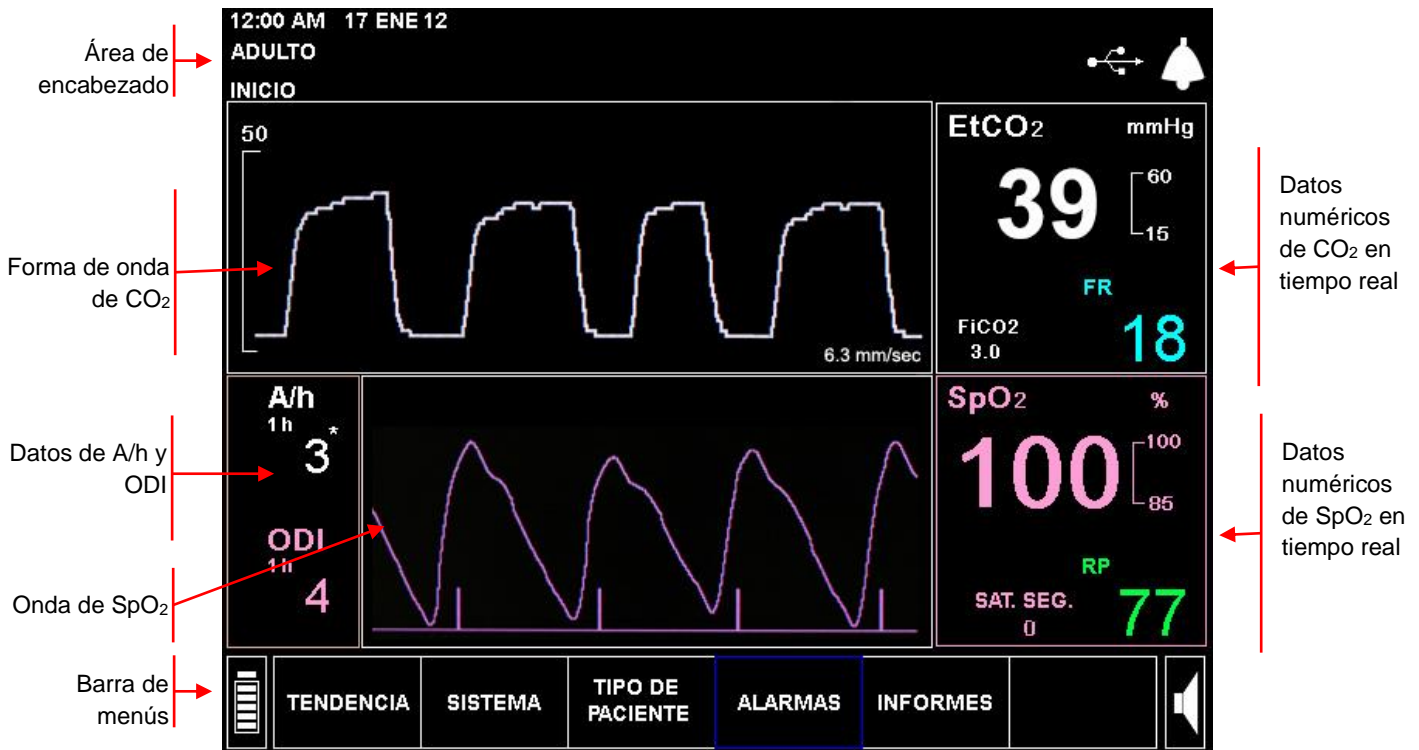 12:00 AM 17 ENE 12
ADULTO
INICIO
Área de
encabezado
50
6.3 mm/sec
Forma de onda
de CO2
EtCO2 mmHg
39
60
15
FR
18
FiCO2
3.0
Datos
numéricos
de CO2 en
tiempo real
A/h
1 h
3*
ODI
1h
4
Datos de A/h y
ODI
Onda de SpO2
SpO2 %
100
100
85
RP
77
SAT. SEG.
0
Datos
numéricos
de SpO2 en
tiempo real
Barra de
menús
TENDENCIA
SISTEMA
TIPO DE
PACIENTE
ALARMAS
INFORMES